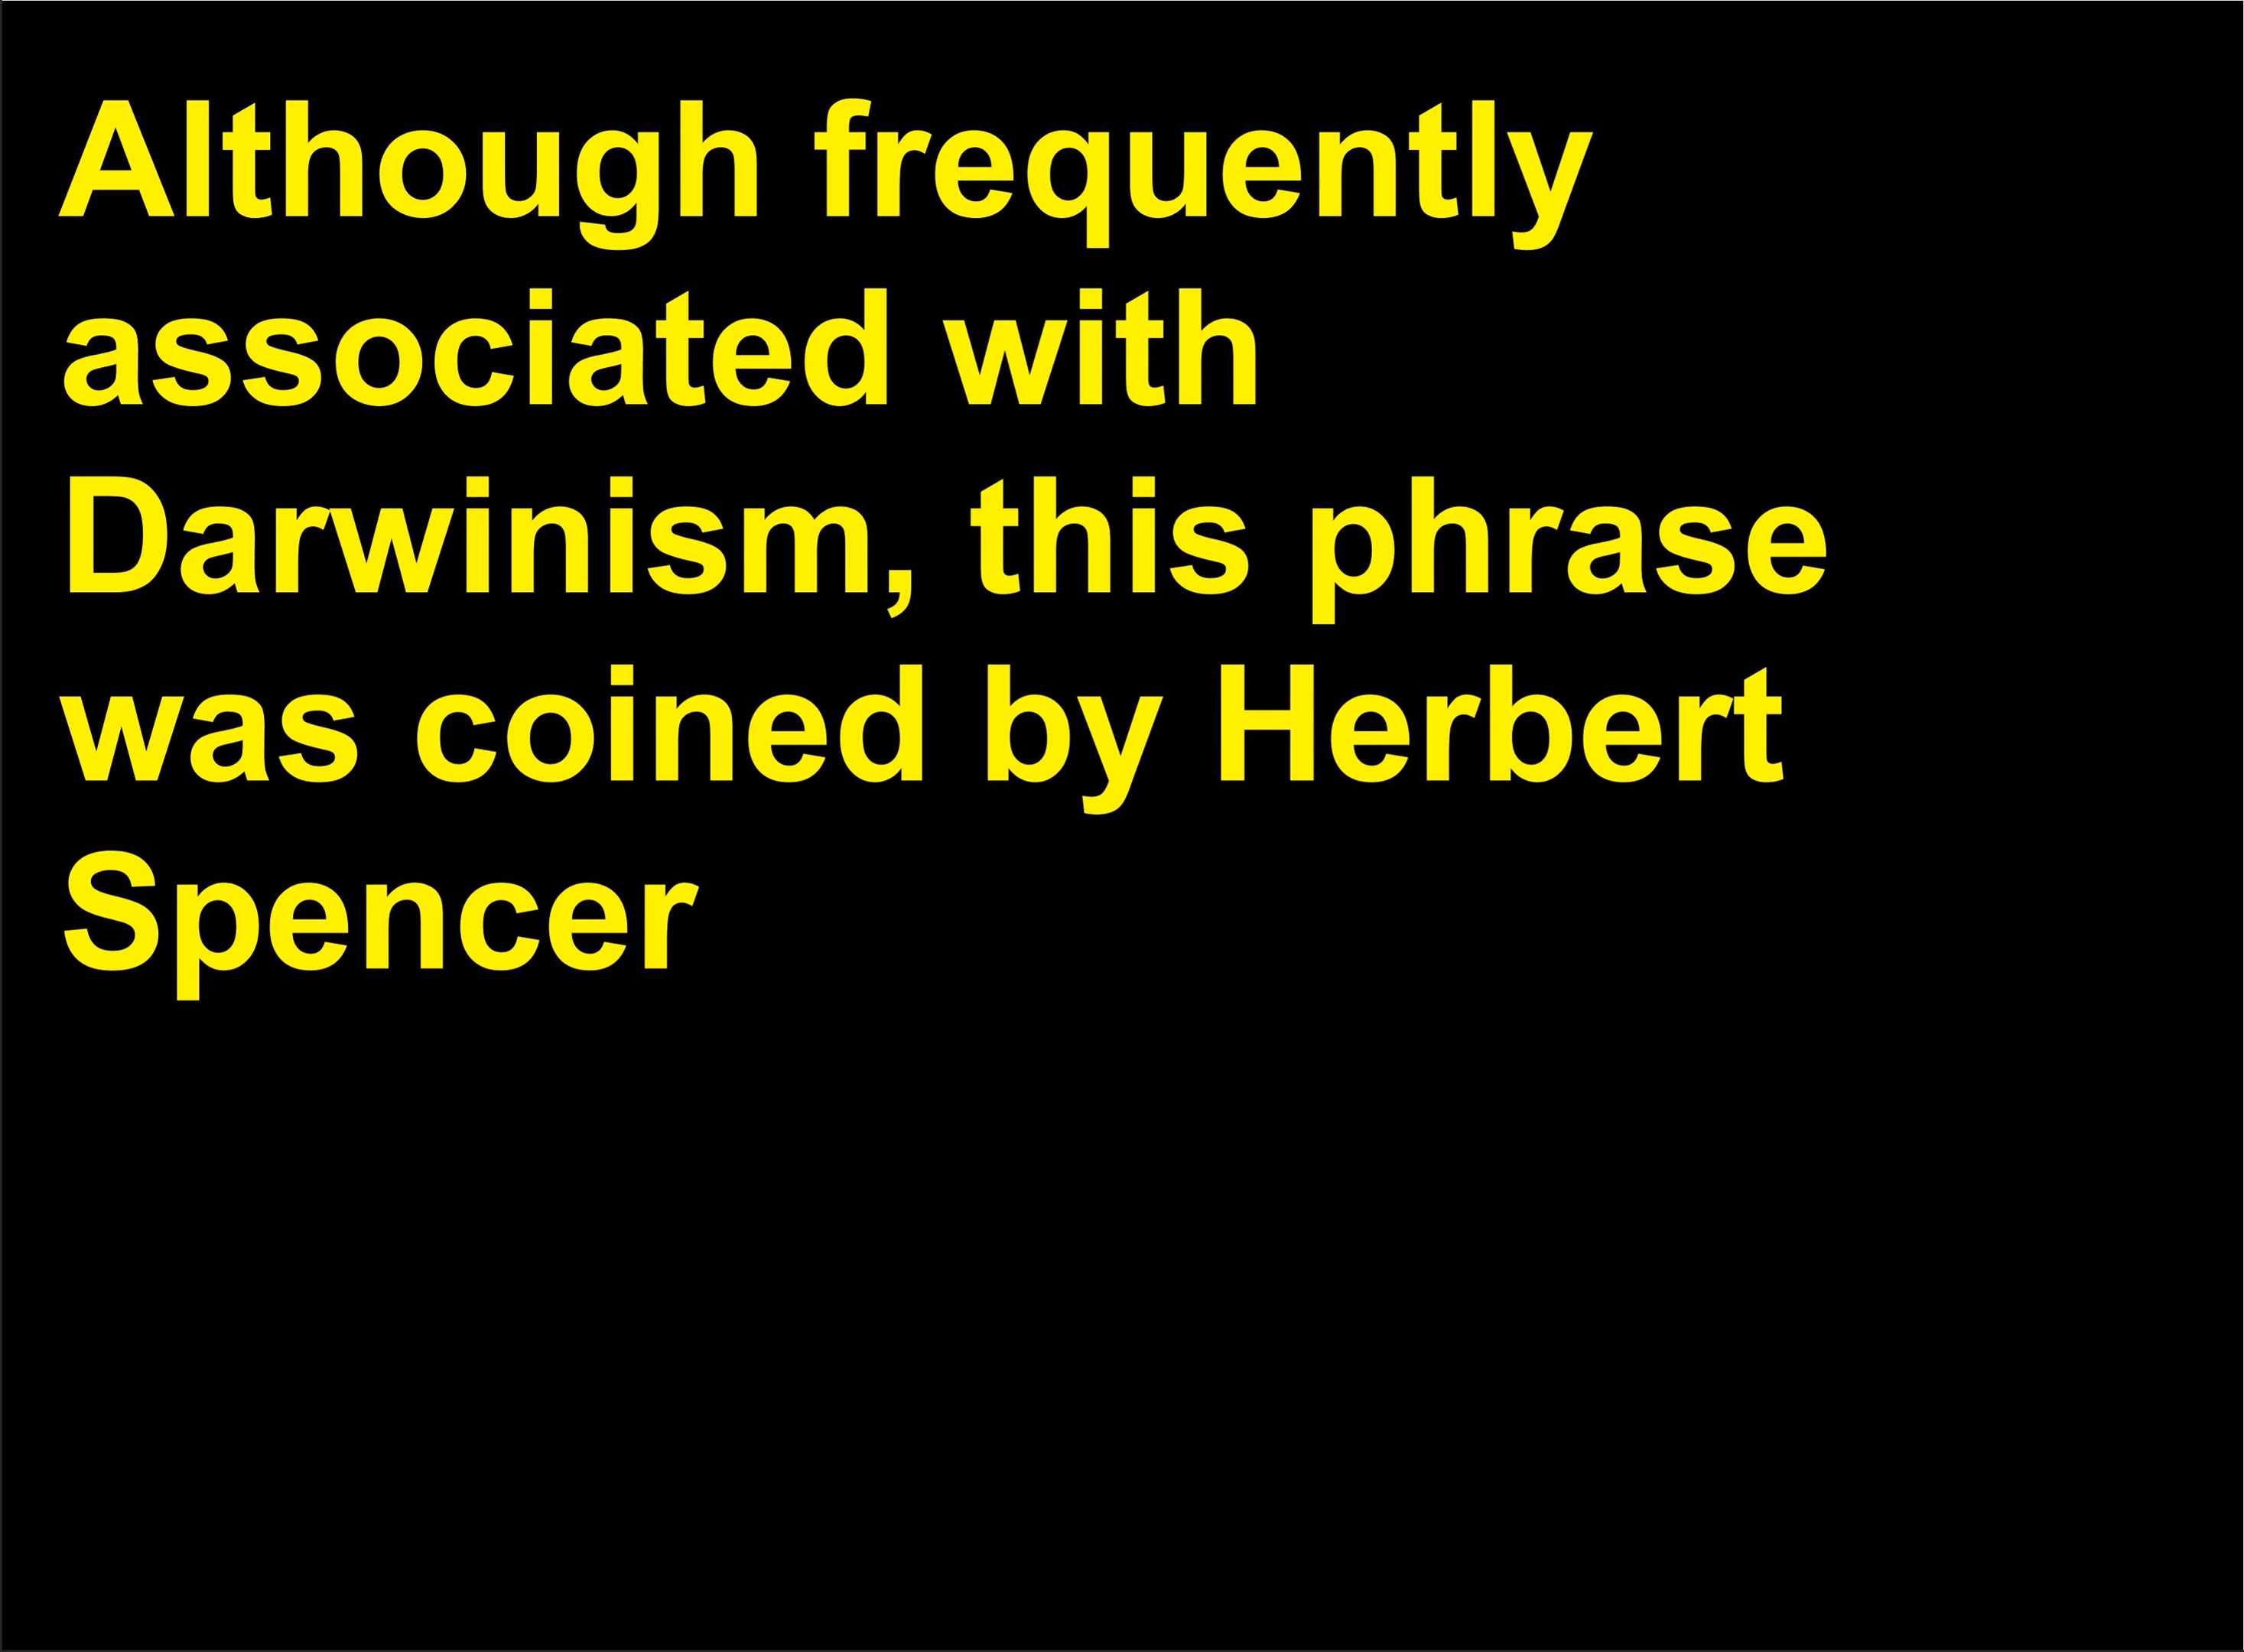 Although frequently
associated with
Darwinism, this phrase
was coined by Herbert
Spencer